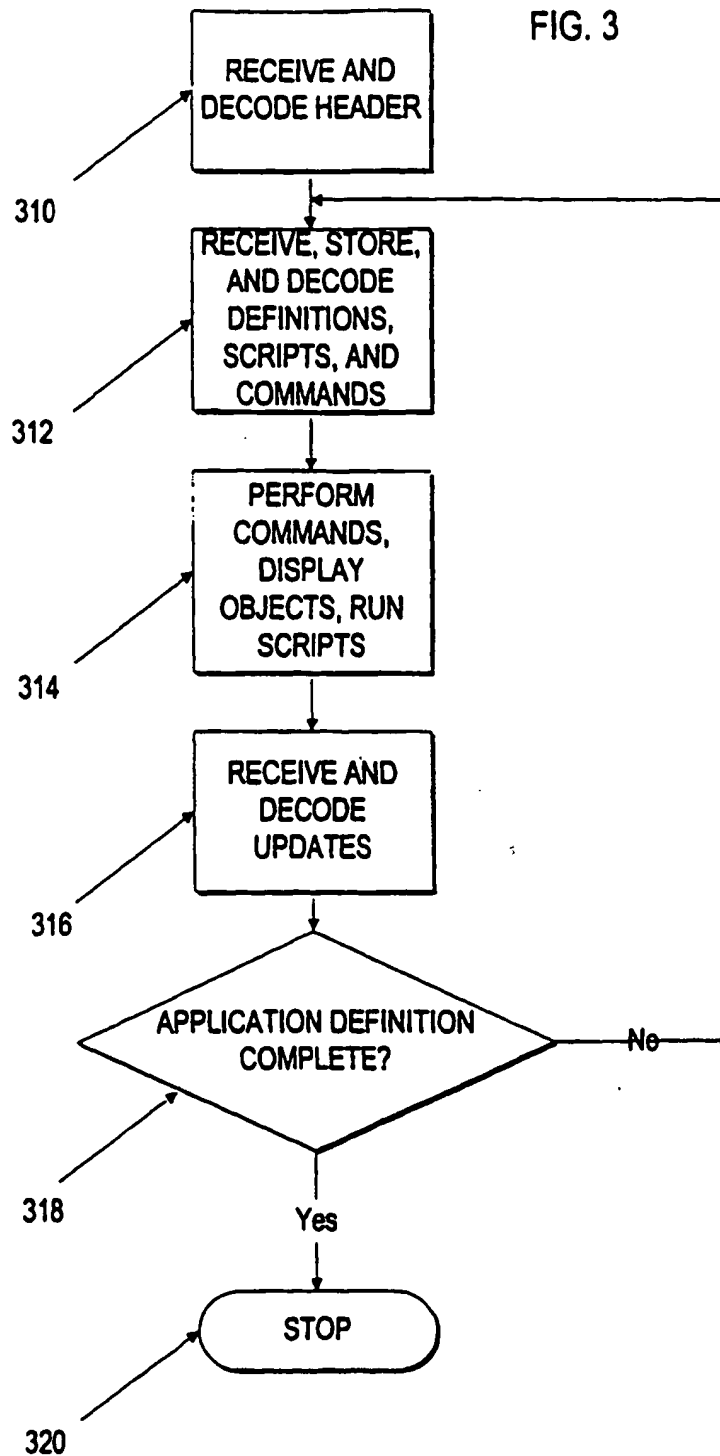 FIG. 3
RECEIVE AND
DECODE HEADER
310
RECEIVE, STORE,
AND DECODE
DEFINITIONS,
SCRIPTS, AND
COMMANDS
312
PERFORM
COMMANDS,
DISPLAY
OBJECTS, RUN
SCRIPTS
314
RECEIVE AND
DECODE
UPDATES
316
APPLICATION DEFINITION
COMPLETE?
No
318
Yes
STOP
320